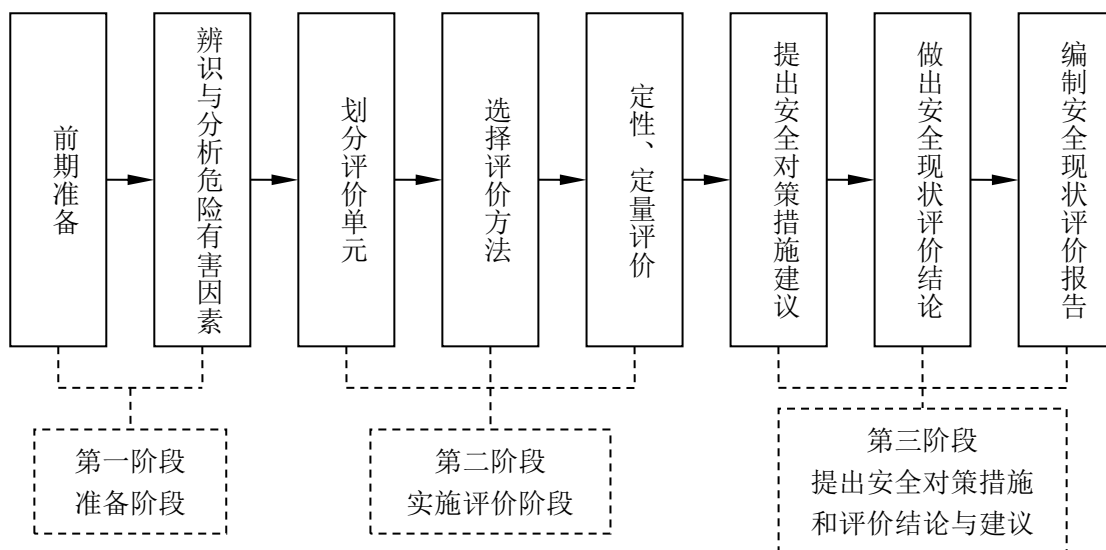 前期准备
辨识与分析危险有害因素
划分评价单元
选择评价方法
定性、定量评价
提出安全对策措施建议
做出安全现状评价结论
编制安全现状评价报告
第一阶段
准备阶段
第二阶段
实施评价阶段
第三阶段
提出安全对策措施
和评价结论与建议